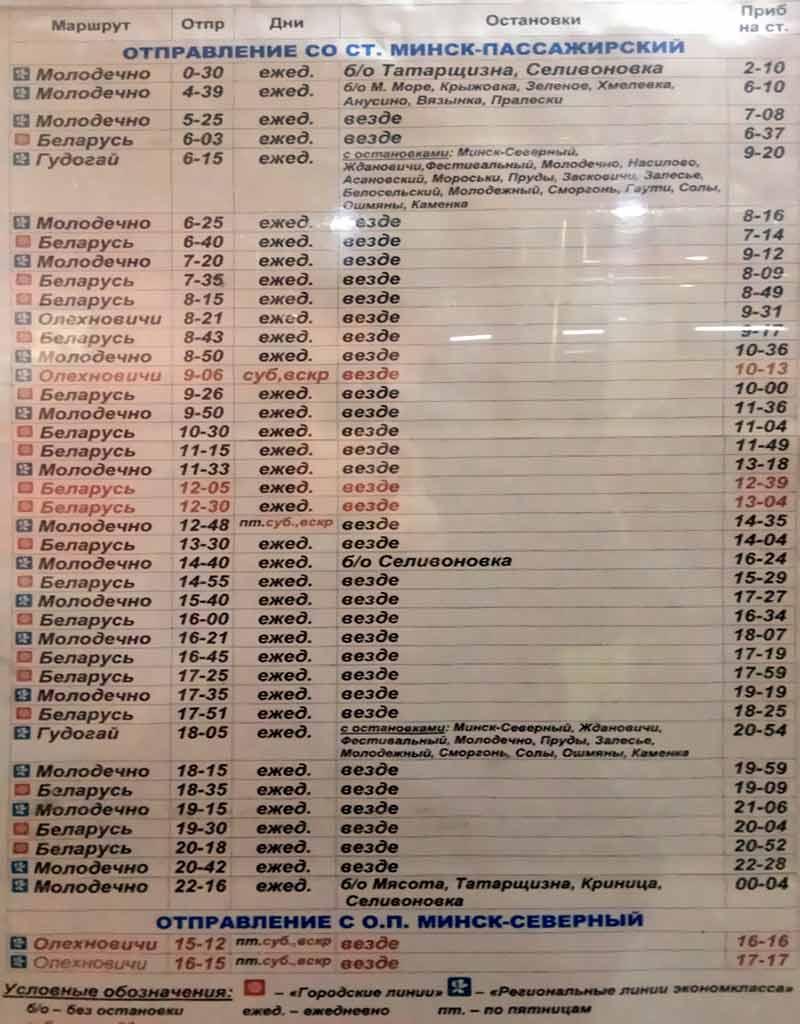 Маршрут Отпр Дни Остановки Приб на ст.
ОТПРАВЛЕНИЕ СО СТ. МИНСК-ПАССАЖИРСКИЙ
Молодечно 0-30 ежед. б/о Татарщизна, Селивоновка 2-10
Молодечно 4-39 ежед. б/о М. Море, Крыжовка, Зеленое, Хмелевка, 6-10
Анусино, Вязынка, Пралески
Молодечно 5-25 ежед. везде 7-08
Беларусь 6-03 ежед. везде 6-37
Гудогай 6-15 ежед. с остановками: Минск-Северный, 9-20
Ждановичи,Фестивальный, Молодечно, Насилово,
Асановский, Мороськи, Пруды, Засковичи, Залесье,
Белосельский, Молодежный, Сморгонь, Гаути, Солы,
Ошмяны, Каменка
Молодечно 6-25 ежед. везде 8-16
Беларусь 6-40 ежед. везде 7-14
Молодечно 7-20 ежед. везде 9-12
Беларусь 7-35 ежед. везде 8-09
Беларусь 8-15 ежед. везде 8-49
Олехновичи 8-21 ежед. везде 9-31
Беларусь 8-43 ежед. везде 9-17
Молодечно 8-50 ежед. везде 10-36
Олехновичи 9-06 суб,вскр везде 10-13
Беларусь 9-26 ежед. везде 10-00
Молодечно 9-50 ежед. везде 11-36
Беларусь 10-30 ежед. везде 11-04
Беларусь 11-15 ежед. везде 11-49
Молодечно 11-33 ежед. везде 13-18
Беларусь 12-05 ежед. везде 12-39
Беларусь 12-30 ежед. везде 13-04
Молодечно 12-48 пт.суб.,вскр везде 14-35
Беларусь 13-30 ежед. везде 14-04
Молодечно 14-40 ежед. б/о Селивоновка 16-24
Беларусь 14-55 ежед. везде 15-29
Молодечно 15-40 ежед. везде 17-27
Беларусь 16-00 ежед. везде 16-34
Молодечно 16-21 ежед. везде 18-07
Беларусь 16-45 ежед. везде 17-19
Беларусь 17-25 ежед. везде 17-59
Молодечно 17-35 ежед. везде 19-19
Беларусь 17-51 ежед. везде 18-25
Гудогай 18-05 ежед. с остановками: Минск-Северный, Ждановичи, 20-54
Фестивальный, Молодечно, Пруды, Залесье,
Молодежный, Сморгонь, Солы, Ошмяны, Каменка
Молодечно 18-15 ежед. везде 19-59
Беларусь 18-35 ежед. везде 19-09
Молодечно 19-15 ежед. везде 21-06
Беларусь 19-30 ежед. везде 20-04
Беларусь 20-18 ежед. везде 20-52
Молодечно 20-42 ежед. везде 22-28
Молодечно 22-16 ежед. б/о Мясота, Татарщизна, Криница, 00-04
Селивоновка
ОТПРАВЛЕНИЕ С О.П. МИНСК-СЕВЕРНЫЙ
Олехновичи 15-12 пт.суб.,вскр везде 16-16
Олехновичи 16-15 пт.суб.,вскр везде 17-17
Условные обозначения: – «Городские линии» – «Региональные линии экономкласса»
б/о – без остановки ежед. – ежедневно пт. – по пятницам